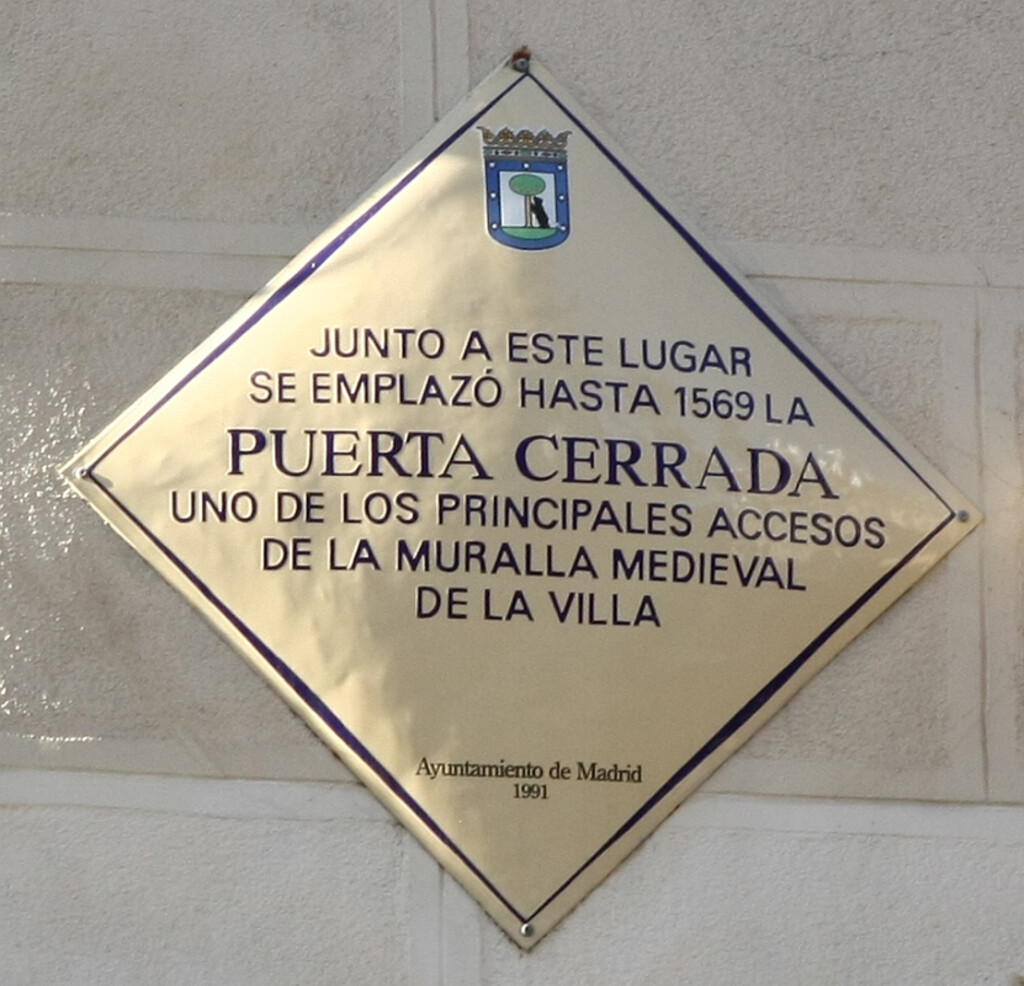 JUNTO A ESTE LUGAR
SE EMPLAZÓ HASTA 1569 LA
PUERTA CERRADA
UNO DE LOS PRINCIPALES ACCESOS
DE LA MURALLA MEDIEVAL
DE LA VILLA
Ayuntamiento de Madrid
1991